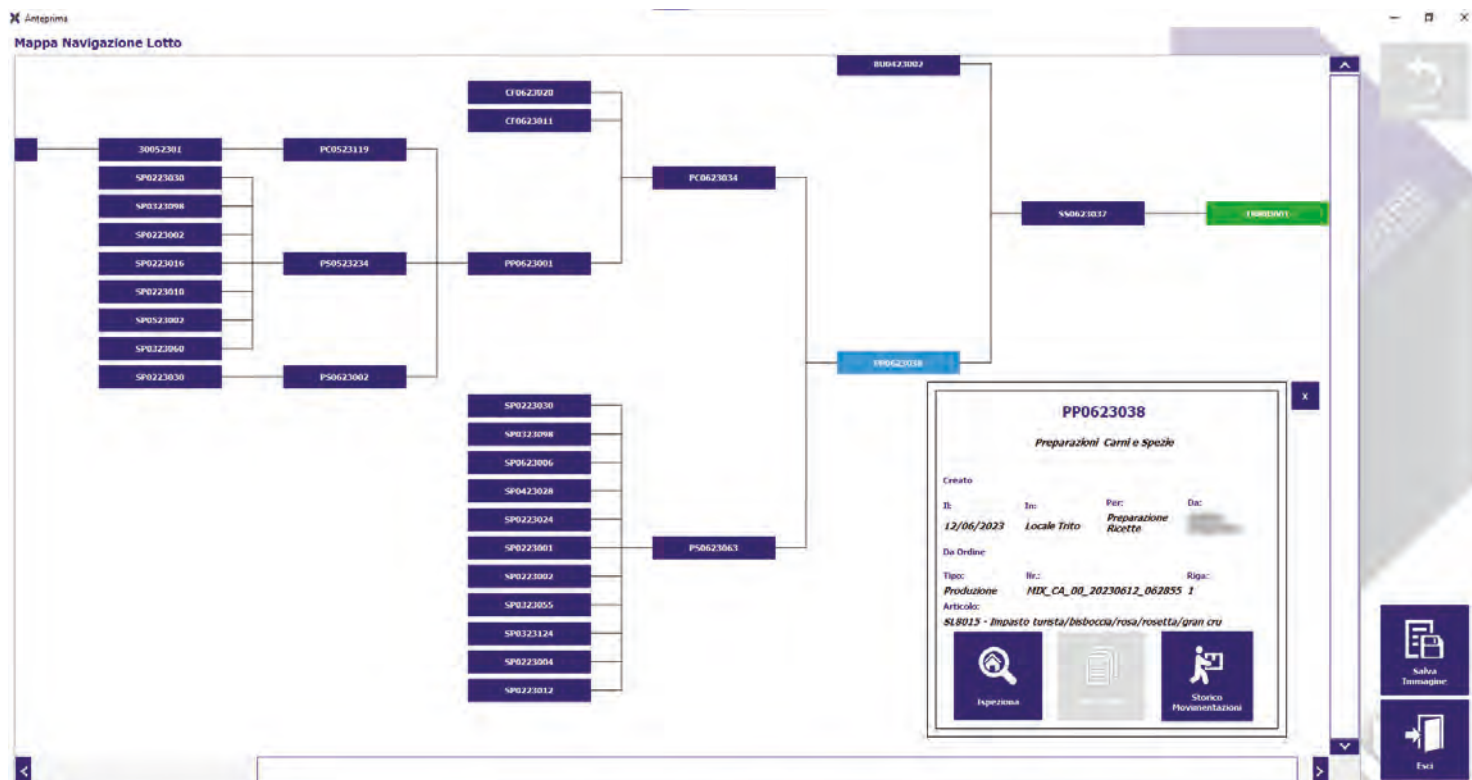 Anteprima
Mappa Navigazione Lotto
BU0423002
CF0623020
CF0623011
30052301
PC0523119
SP0223030
PC0623034
SP0323098
SS0623037
SP0223002
SP0223016
PS0523234
PP0623001
SP0223010
SP0523002
SP0323060
PP0623038
SP0223030
PS0623002
SP0223030
SP0323098
SP0623006
SP0423028
SP0223024
SP0223001
PS0623063
SP0223002
SP0323055
SP0323124
SP0223004
SP0223012
X
PP0623038
Preparazioni Carni e Spezie
Creato
Il: In: Per: Da:
12/06/2023 Locale Trito Preparazione
Ricette
Da Ordine
Tipo: Nr.: Riga:
Produzione MIX_CA_00_20230612_062855 1
Articolo:
SL8015 - Impasto turista/bisboccia/rosa/rosetta/gran cru
Ispeziona
Storico
Movimentazioni
Salva
Immagine
Esci